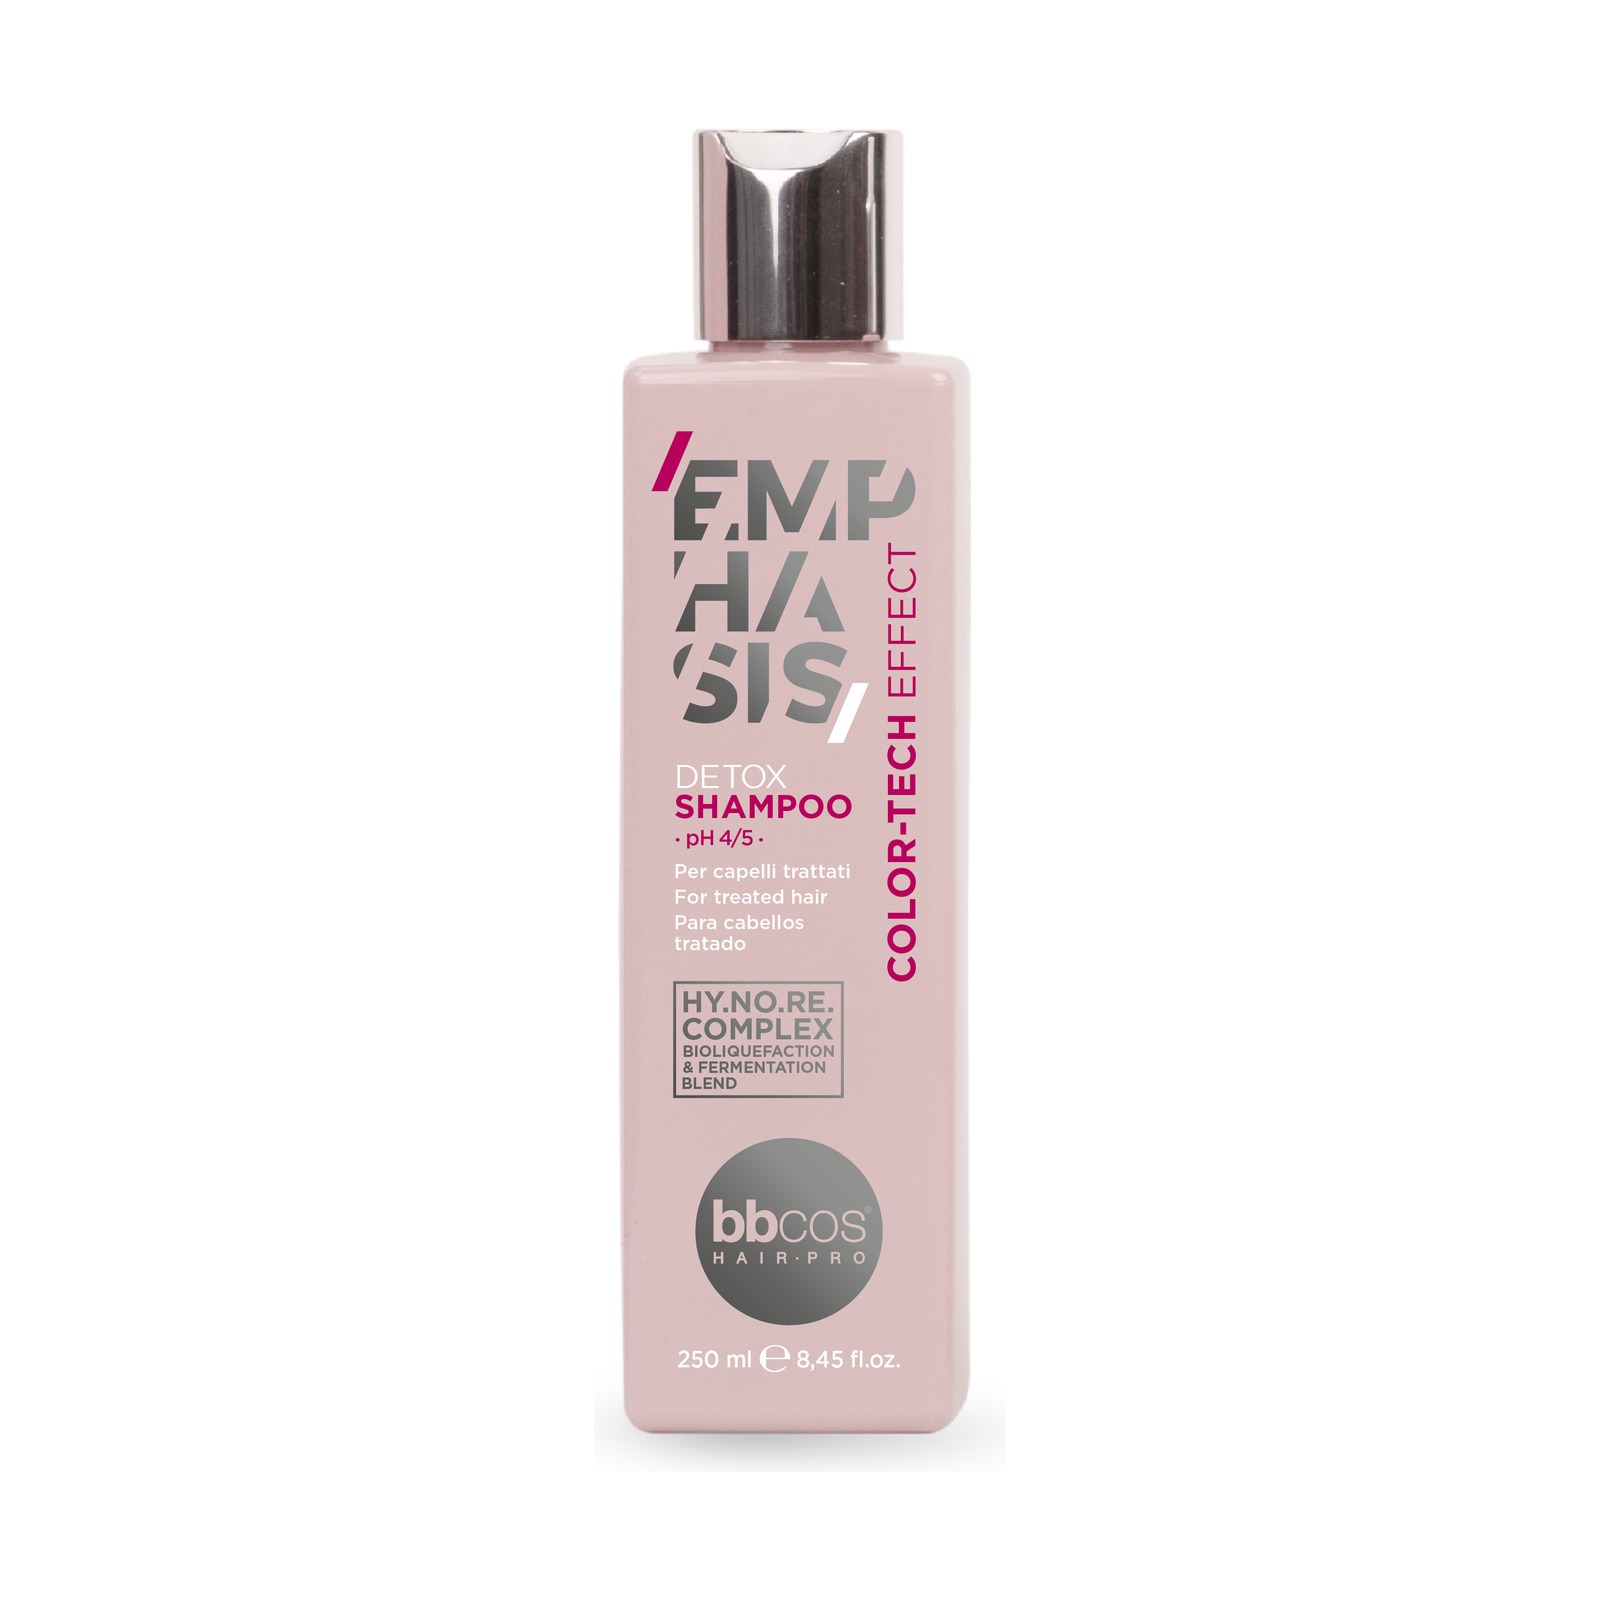 EMP
HA
SIS
COLOR-TECH EFFECT
DETOX
SHAMPOO
· pH 4/5 ·
Per capelli trattati
For treated hair
Para cabellos
tratado
HY.NO.RE.
COMPLEX
BIOLIQUEFACTION
& FERMENTATION
BLEND
bbcos®
HAIR·PRO
250 ml ℮ 8,45 fl.oz.